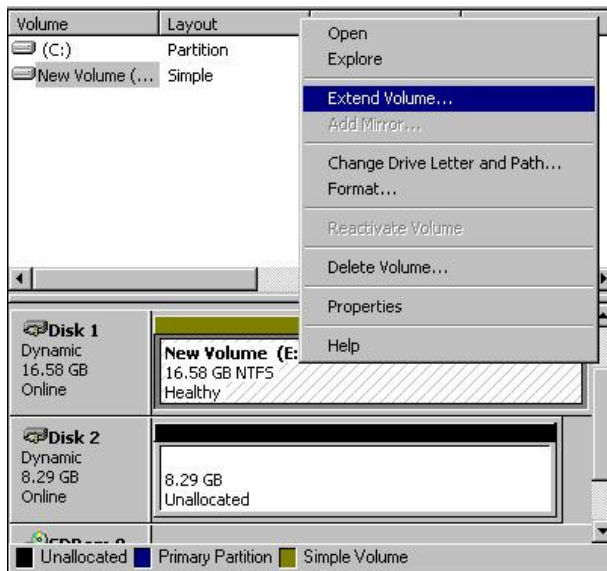 Volume Layout
(C:) Partition
New Volume (... Simple
Open
Explore
Extend Volume...
Add Mirror...
Change Drive Letter and Path...
Format...
Reactivate Volume
Delete Volume...
Properties
Help
Disk 1
Dynamic
16.58 GB
Online
New Volume (E:
16.58 GB NTFS
Healthy
Disk 2
Dynamic
8.29 GB
Online
8.29 GB
Unallocated
Unallocated Primary Partition Simple Volume